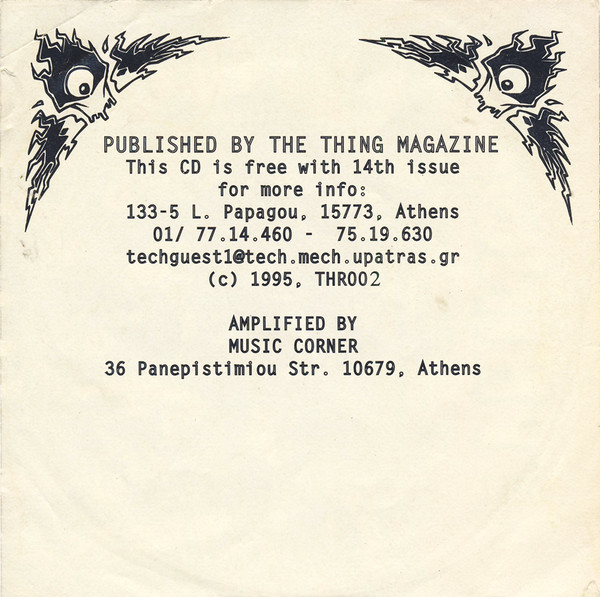 PUBLISHED BY THE THING MAGAZINE
This CD is free with 14th issue
for more info:
133-5 L. Papagou, 15773, Athens
01/ 77.14.460 - 75.19.630
techguest1@tech.mech.upatras.gr
(c) 1995, THR002
AMPLIFIED BY
MUSIC CORNER
36 Panepistimiou Str. 10679, Athens